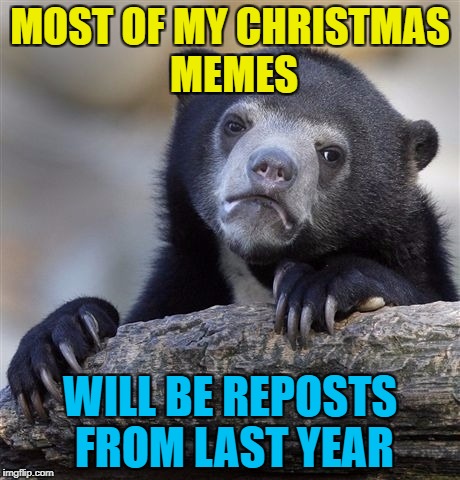 MOST OF MY CHRISTMAS
MEMES
WILL BE REPOSTS
FROM LAST YEAR
imgflip.com